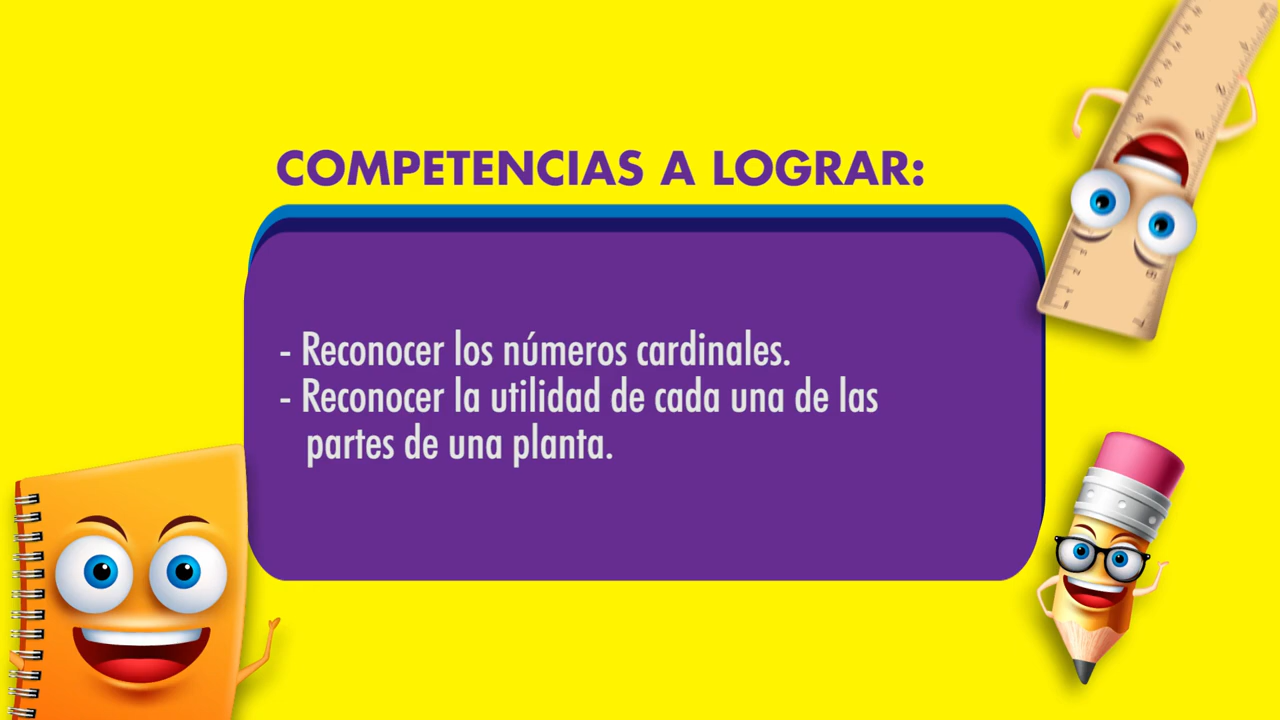 COMPETENCIAS A LOGRAR:
- Reconocer los números cardinales.
- Reconocer la utilidad de cada una de las
partes de una planta.